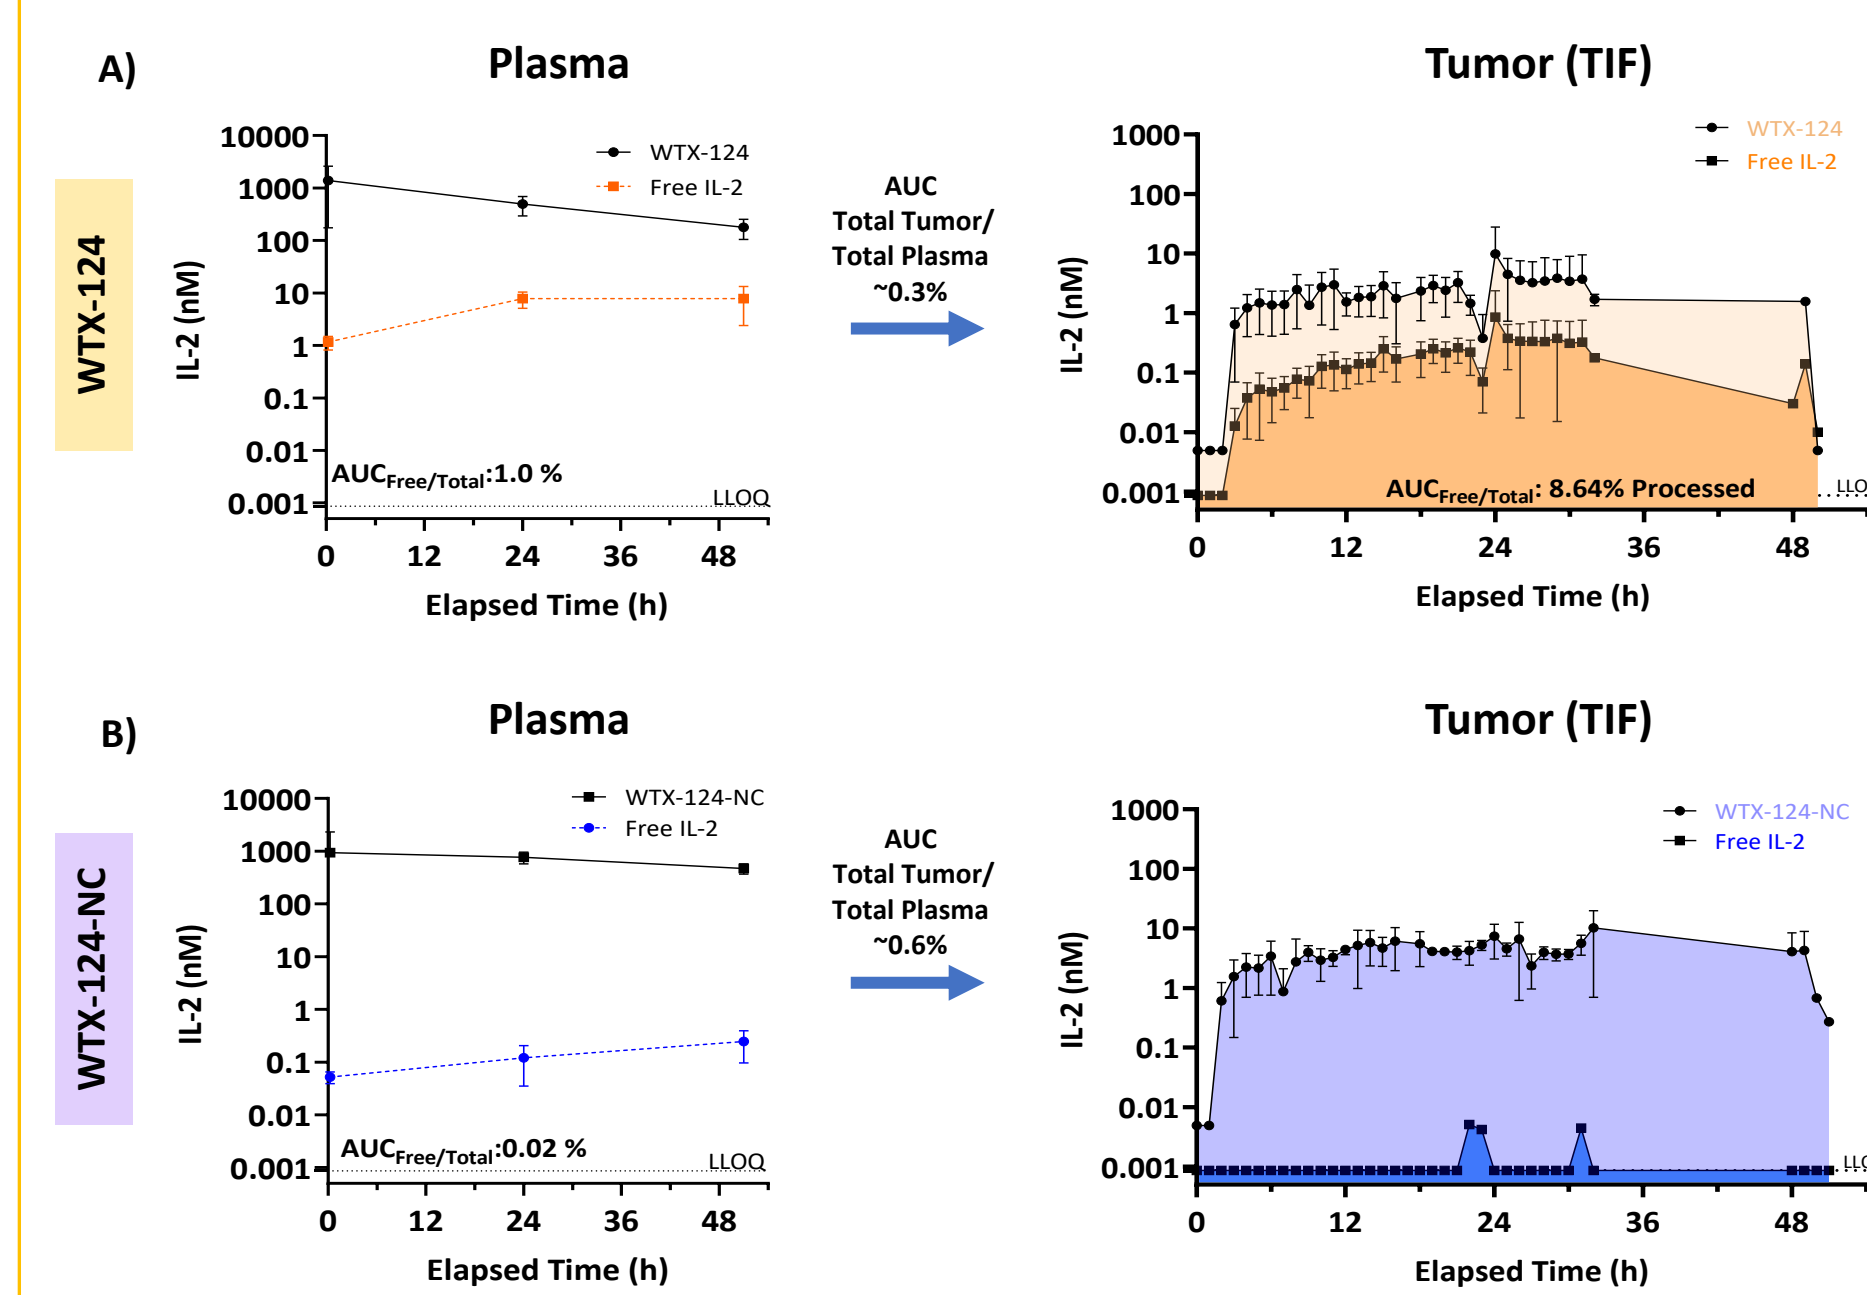 A)
Plasma
Tumor (TIF)
WTX-124
IL-2 (nM)
10000
1000
100
10
1
0.1
0.01
0.001
WTX-124
Free IL-2
AUCFree/Total:1.0 %
LLOQ
0 12 24 36 48
Elapsed Time (h)
AUC
Total Tumor/
Total Plasma
~0.3%
IL-2 (nM)
1000
100
10
1
0.1
0.01
0.001
WTX-124
Free IL-2
AUCFree/Total: 8.64% Processed
LLO
0 12 24 36 48
Elapsed Time (h)
B)
Plasma
Tumor (TIF)
WTX-124-NC
IL-2 (nM)
10000
1000
100
10
1
0.1
0.01
0.001
WTX-124-NC
Free IL-2
AUCFree/Total:0.02 %
LLOQ
0 12 24 36 48
Elapsed Time (h)
AUC
Total Tumor/
Total Plasma
~0.6%
IL-2 (nM)
1000
100
10
1
0.1
0.01
0.001
WTX-124-NC
Free IL-2
LLO
0 12 24 36 48
Elapsed Time (h)